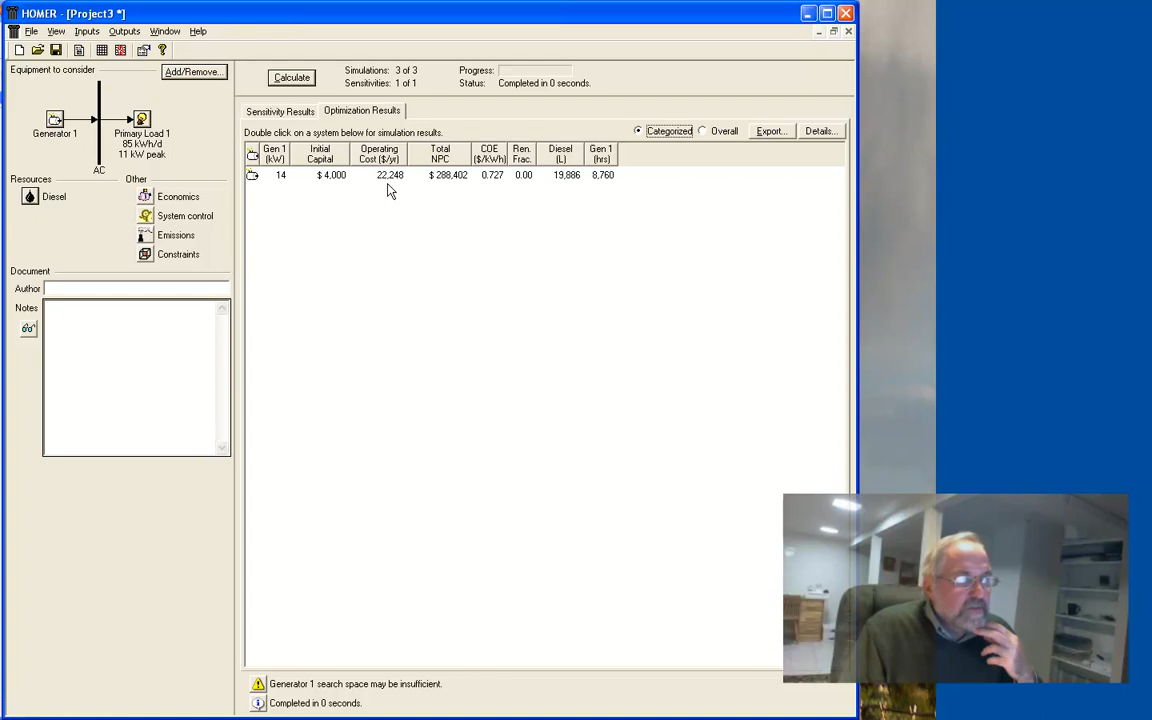 HOMER - [Project3 *]
File View Inputs Outputs Window Help
Equipment to consider
Add/Remove...
Generator 1
Primary Load 1
85 kWh/d
11 kW peak
AC
Resources
Other
Diesel
Economics
System control
Emissions
Constraints
Document
Author
Notes
Calculate
Simulations: 3 of 3
Progress:
Sensitivities: 1 of 1
Status: Completed in 0 seconds.
Sensitivity Results
Optimization Results
Double click on a system below for simulation results.
Categorized
Overall
Export...
Details...
Gen 1 Initial Operating Total COE Ren. Diesel Gen 1
(kW) Capital Cost ($/yr) NPC ($/kWh) Frac. (L) (hrs)
14 $ 4,000 22,248 $ 288,402 0.727 0.00 19,886 8,760
Generator 1 search space may be insufficient.
Completed in 0 seconds.